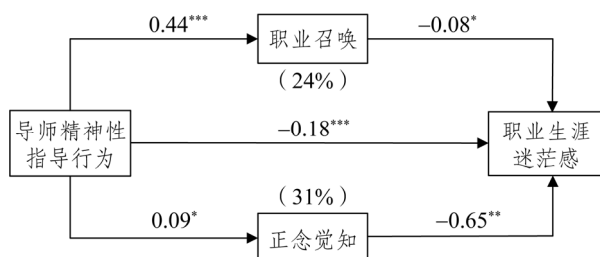 0.44***
职业召唤
−0.08*
（24%）
导师精神性
指导行为
−0.18***
职业生涯
迷茫感
（31%）
0.09*
正念觉知
−0.65**